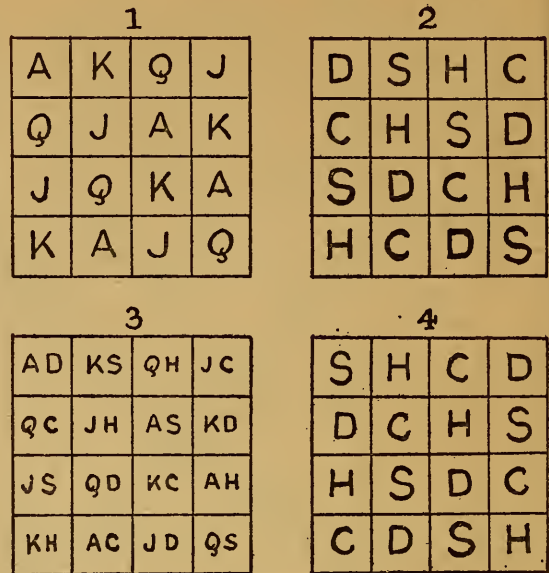 1
A K Q J
Q J A K
J Q K A
K A J Q
2
D S H C
C H S D
S D C H
H C D S
3
AD KS QH JC
QC JH AS KD
JS QD KC AH
KH AC JD QS
4
S H C D
D C H S
H S D C
C D S H